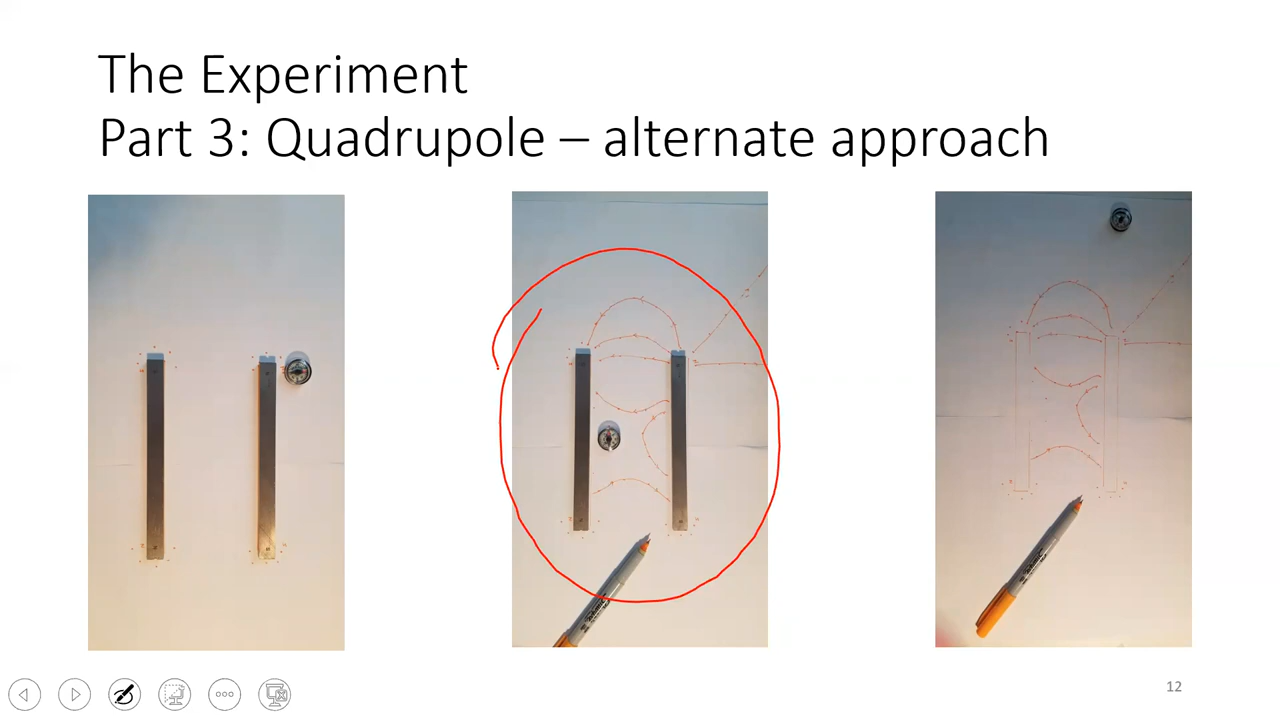 The Experiment
Part 3: Quadrupole – alternate approach
12